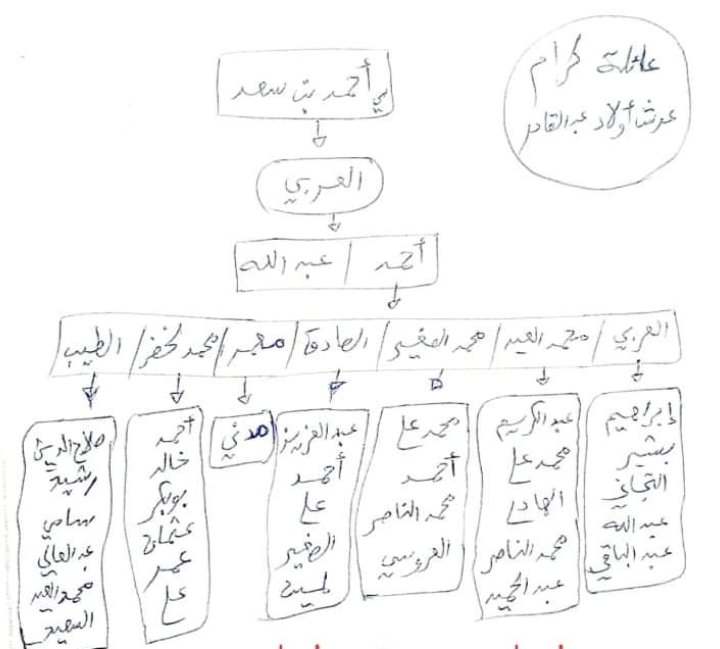 عائلة كرام
عرش أولاد عبد القادر
سي أحمد بن سعد
العربي
أحمد / عبد الله
العربي / محمد العيد / محمد الصغير / الصادق / معمر / محمد لخضر / الطيب
إبراهيم
بشير
التجاني
عبد الله
عبد الباقي
عبد الكريم
محمد علي
الهادي
محمد الناصر
عبد الحميد
محمد علي
أحمد
محمد الناصر
العروسي
عبد العزيز
أحمد
علي
الصغير
لمين
مدني
أحمد
خالد
بوبكر
عثمان
عمر
علي
صلاح الدين
رشيد
سامي
عبد العالي
محمد العيد
السعيد